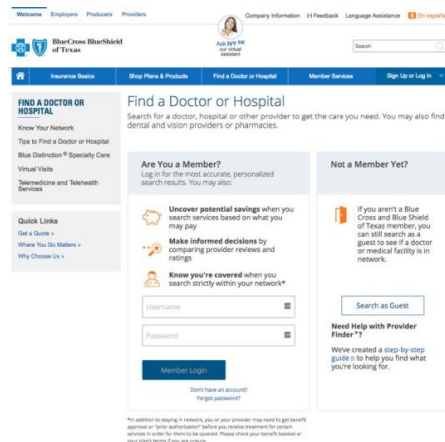 Welcome Employers Producers Providers
Company Information Feedback Language Assistance En español
BlueCross BlueShield
of Texas
Ask IVY SM
our virtual
assistant
Search
Insurance Basics Shop Plans & Products Find a Doctor or Hospital Member Services Sign Up or Log In
FIND A DOCTOR OR
HOSPITAL
Know Your Network
Tips to Find a Doctor or Hospital
Blue Distinction® Specialty Care
Virtual Visits
Telemedicine and Telehealth
Services
Quick Links
Get a Quote »
Where You Go Matters »
Why Choose Us »
Find a Doctor or Hospital
Search for a doctor, hospital or other provider to get the care you need. You may also find
dental and vision providers or pharmacies.
Are You a Member?
Log in for the most accurate, personalized
search results. You may also:
Uncover potential savings when you
search services based on what you
may pay
Make informed decisions by
comparing provider reviews and
ratings
Know you're covered when you
search strictly within your network*
Username
Password
Member Login
Don't have an account?
Forgot password?
Not a Member Yet?
If you aren't a Blue
Cross and Blue Shield
of Texas member, you
can still search as a
guest to see if a doctor
or medical facility is in
network.
Search as Guest
Need Help with Provider
Finder®?
We've created a step-by-step
guide to help you find what
you're looking for.
*In addition to staying in network, you or your provider may need to get benefit
approval or "prior authorization" before you receive treatment for certain
services in order for them to be covered. Please check your benefit booklet or
your plan's terms if you are unsure.